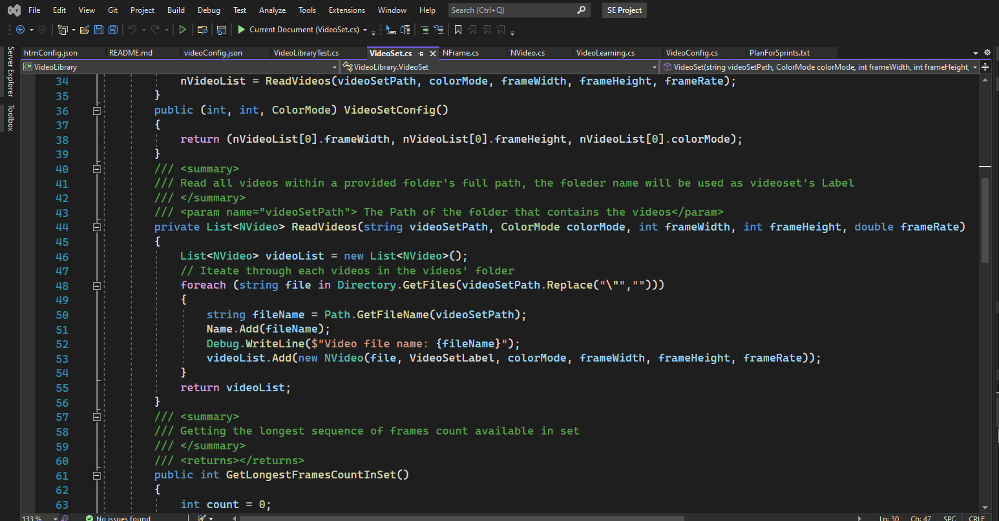 File Edit View Git Project Build Debug Test Analyze Tools Extensions Window Help Search (Ctrl+Q) SE Project
Current Document (VideoSet.cs)
Server Explorer
Toolbox
htmConfig.json README.md videoConfig.json VideoLibraryTest.cs VideoSet.cs NFrame.cs NVideo.cs VideoLearning.cs VideoConfig.cs PlanForSprints.txt
C# VideoLibrary VideoLibrary.VideoSet VideoSet(string videoSetPath, ColorMode colorMode, int frameWidth, int frameHeight,
34 nVideoList = ReadVideos(videoSetPath, colorMode, frameWidth, frameHeight, frameRate);
35 }
36 public (int, int, ColorMode) VideoSetConfig()
37 {
38 return (nVideoList[0].frameWidth, nVideoList[0].frameHeight, nVideoList[0].colorMode);
39 }
40 /// <summary>
41 /// Read all videos within a provided folder's full path, the foleder name will be used as videoset's Label
42 /// </summary>
43 /// <param name="videoSetPath"> The Path of the folder that contains the videos</param>
44 private List<NVideo> ReadVideos(string videoSetPath, ColorMode colorMode, int frameWidth, int frameHeight, double frameRate)
45 {
46 List<NVideo> videoList = new List<NVideo>();
47 // Iteate through each videos in the videos' folder
48 foreach (string file in Directory.GetFiles(videoSetPath.Replace("\"","")))
49 {
50 string fileName = Path.GetFileName(videoSetPath);
51 Name.Add(fileName);
52 Debug.WriteLine($"Video file name: {fileName}");
53 videoList.Add(new NVideo(file, VideoSetLabel, colorMode, frameWidth, frameHeight, frameRate));
54 }
55 return videoList;
56 }
57 /// <summary>
58 /// Getting the longest sequence of frames count available in set
59 /// </summary>
60 /// <returns></returns>
61 public int GetLongestFramesCountInSet()
62 {
63 int count = 0;
133 % No issues found Ln: 30 Ch: 47 SPC CRLF